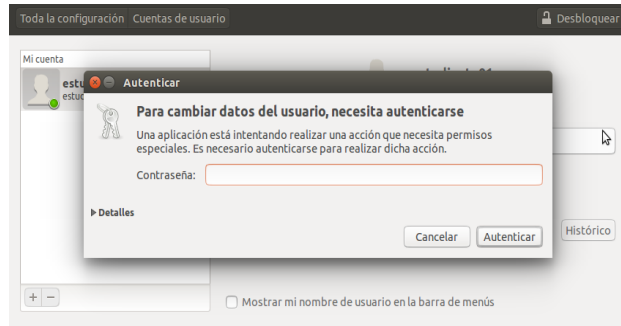 Toda la configuración Cuentas de usuario
Desbloquear
Mi cuenta
Autenticar
Para cambiar datos del usuario, necesita autenticarse
Una aplicación está intentando realizar una acción que necesita permisos
especiales. Es necesario autenticarse para realizar dicha acción.
Contraseña:
Detalles
Cancelar Autenticar
Histórico
+ −
Mostrar mi nombre de usuario en la barra de menús